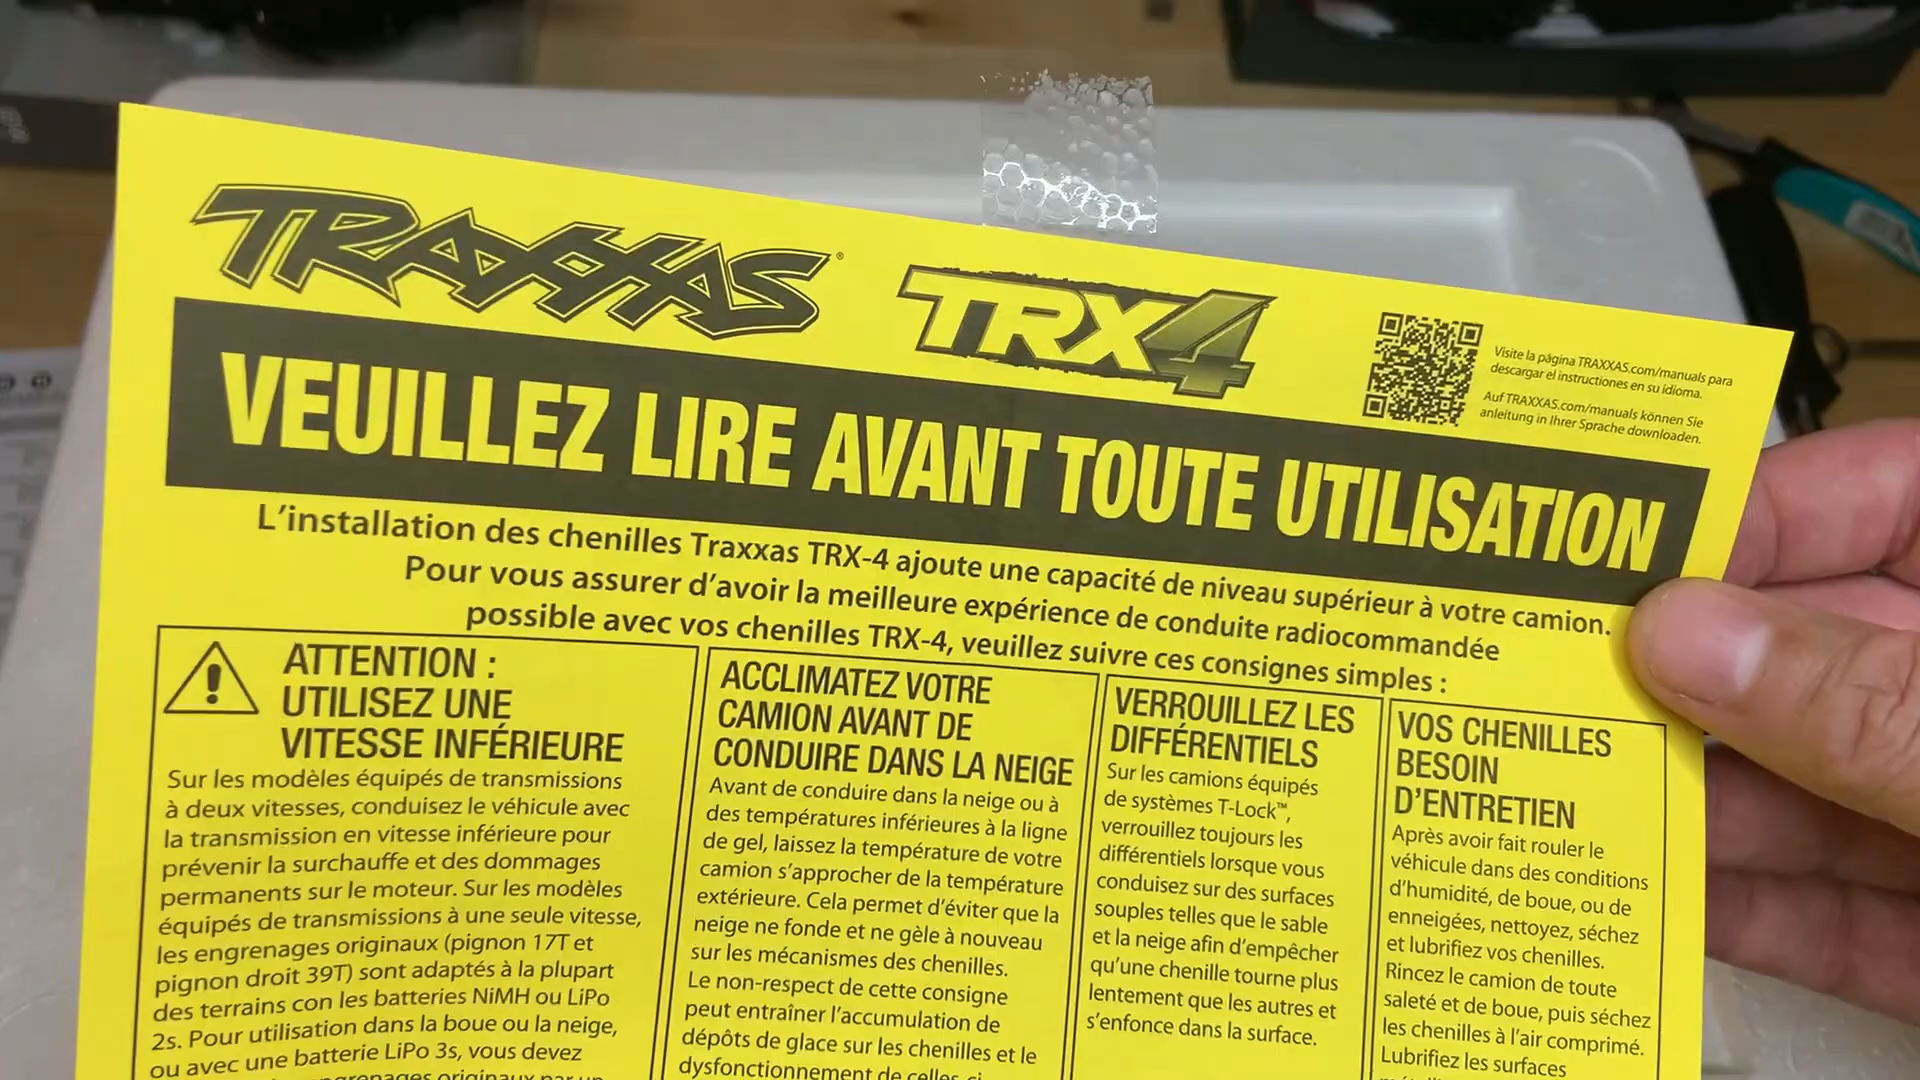 TRAXXAS
TRX4
Visite la página TRAXXAS.com/manuals para
descargar el instructiones en su idioma.
Auf TRAXXAS.com/manuals können Sie
anleitung in Ihrer Sprache downloaden.
VEUILLEZ LIRE AVANT TOUTE UTILISATION
L'installation des chenilles Traxxas TRX-4 ajoute une capacité de niveau supérieur à votre camion.
Pour vous assurer d'avoir la meilleure expérience de conduite radiocommandée
possible avec vos chenilles TRX-4, veuillez suivre ces consignes simples :
ATTENTION :
UTILISEZ UNE
VITESSE INFÉRIEURE
Sur les modèles équipés de transmissions
à deux vitesses, conduisez le véhicule avec
la transmission en vitesse inférieure pour
prévenir la surchauffe et des dommages
permanents sur le moteur. Sur les modèles
équipés de transmissions à une seule vitesse,
les engrenages originaux (pignon 17T et
pignon droit 39T) sont adaptés à la plupart
des terrains con les batteries NiMH ou LiPo
2s. Pour utilisation dans la boue ou la neige,
ou avec une batterie LiPo 3s, vous devez
engrenages originaux par un
ACCLIMATEZ VOTRE
CAMION AVANT DE
CONDUIRE DANS LA NEIGE
Avant de conduire dans la neige ou à
des températures inférieures à la ligne
de gel, laissez la température de votre
camion s'approcher de la température
extérieure. Cela permet d'éviter que la
neige ne fonde et ne gèle à nouveau
sur les mécanismes des chenilles.
Le non-respect de cette consigne
peut entraîner l'accumulation de
dépôts de glace sur les chenilles et le
dysfonctionnement de celles-ci
VERROUILLEZ LES
DIFFÉRENTIELS
Sur les camions équipés
de systèmes T-Lock™,
verrouillez toujours les
différentiels lorsque vous
conduisez sur des surfaces
souples telles que le sable
et la neige afin d'empêcher
qu'une chenille tourne plus
lentement que les autres et
s'enfonce dans la surface.
VOS CHENILLES
BESOIN
D'ENTRETIEN
Après avoir fait rouler le
véhicule dans des conditions
d'humidité, de boue, ou de
enneigées, nettoyez, séchez
et lubrifiez vos chenilles.
Rincez le camion de toute
saleté et de boue, puis séchez
les chenilles à l'air comprimé.
Lubrifiez les surfaces